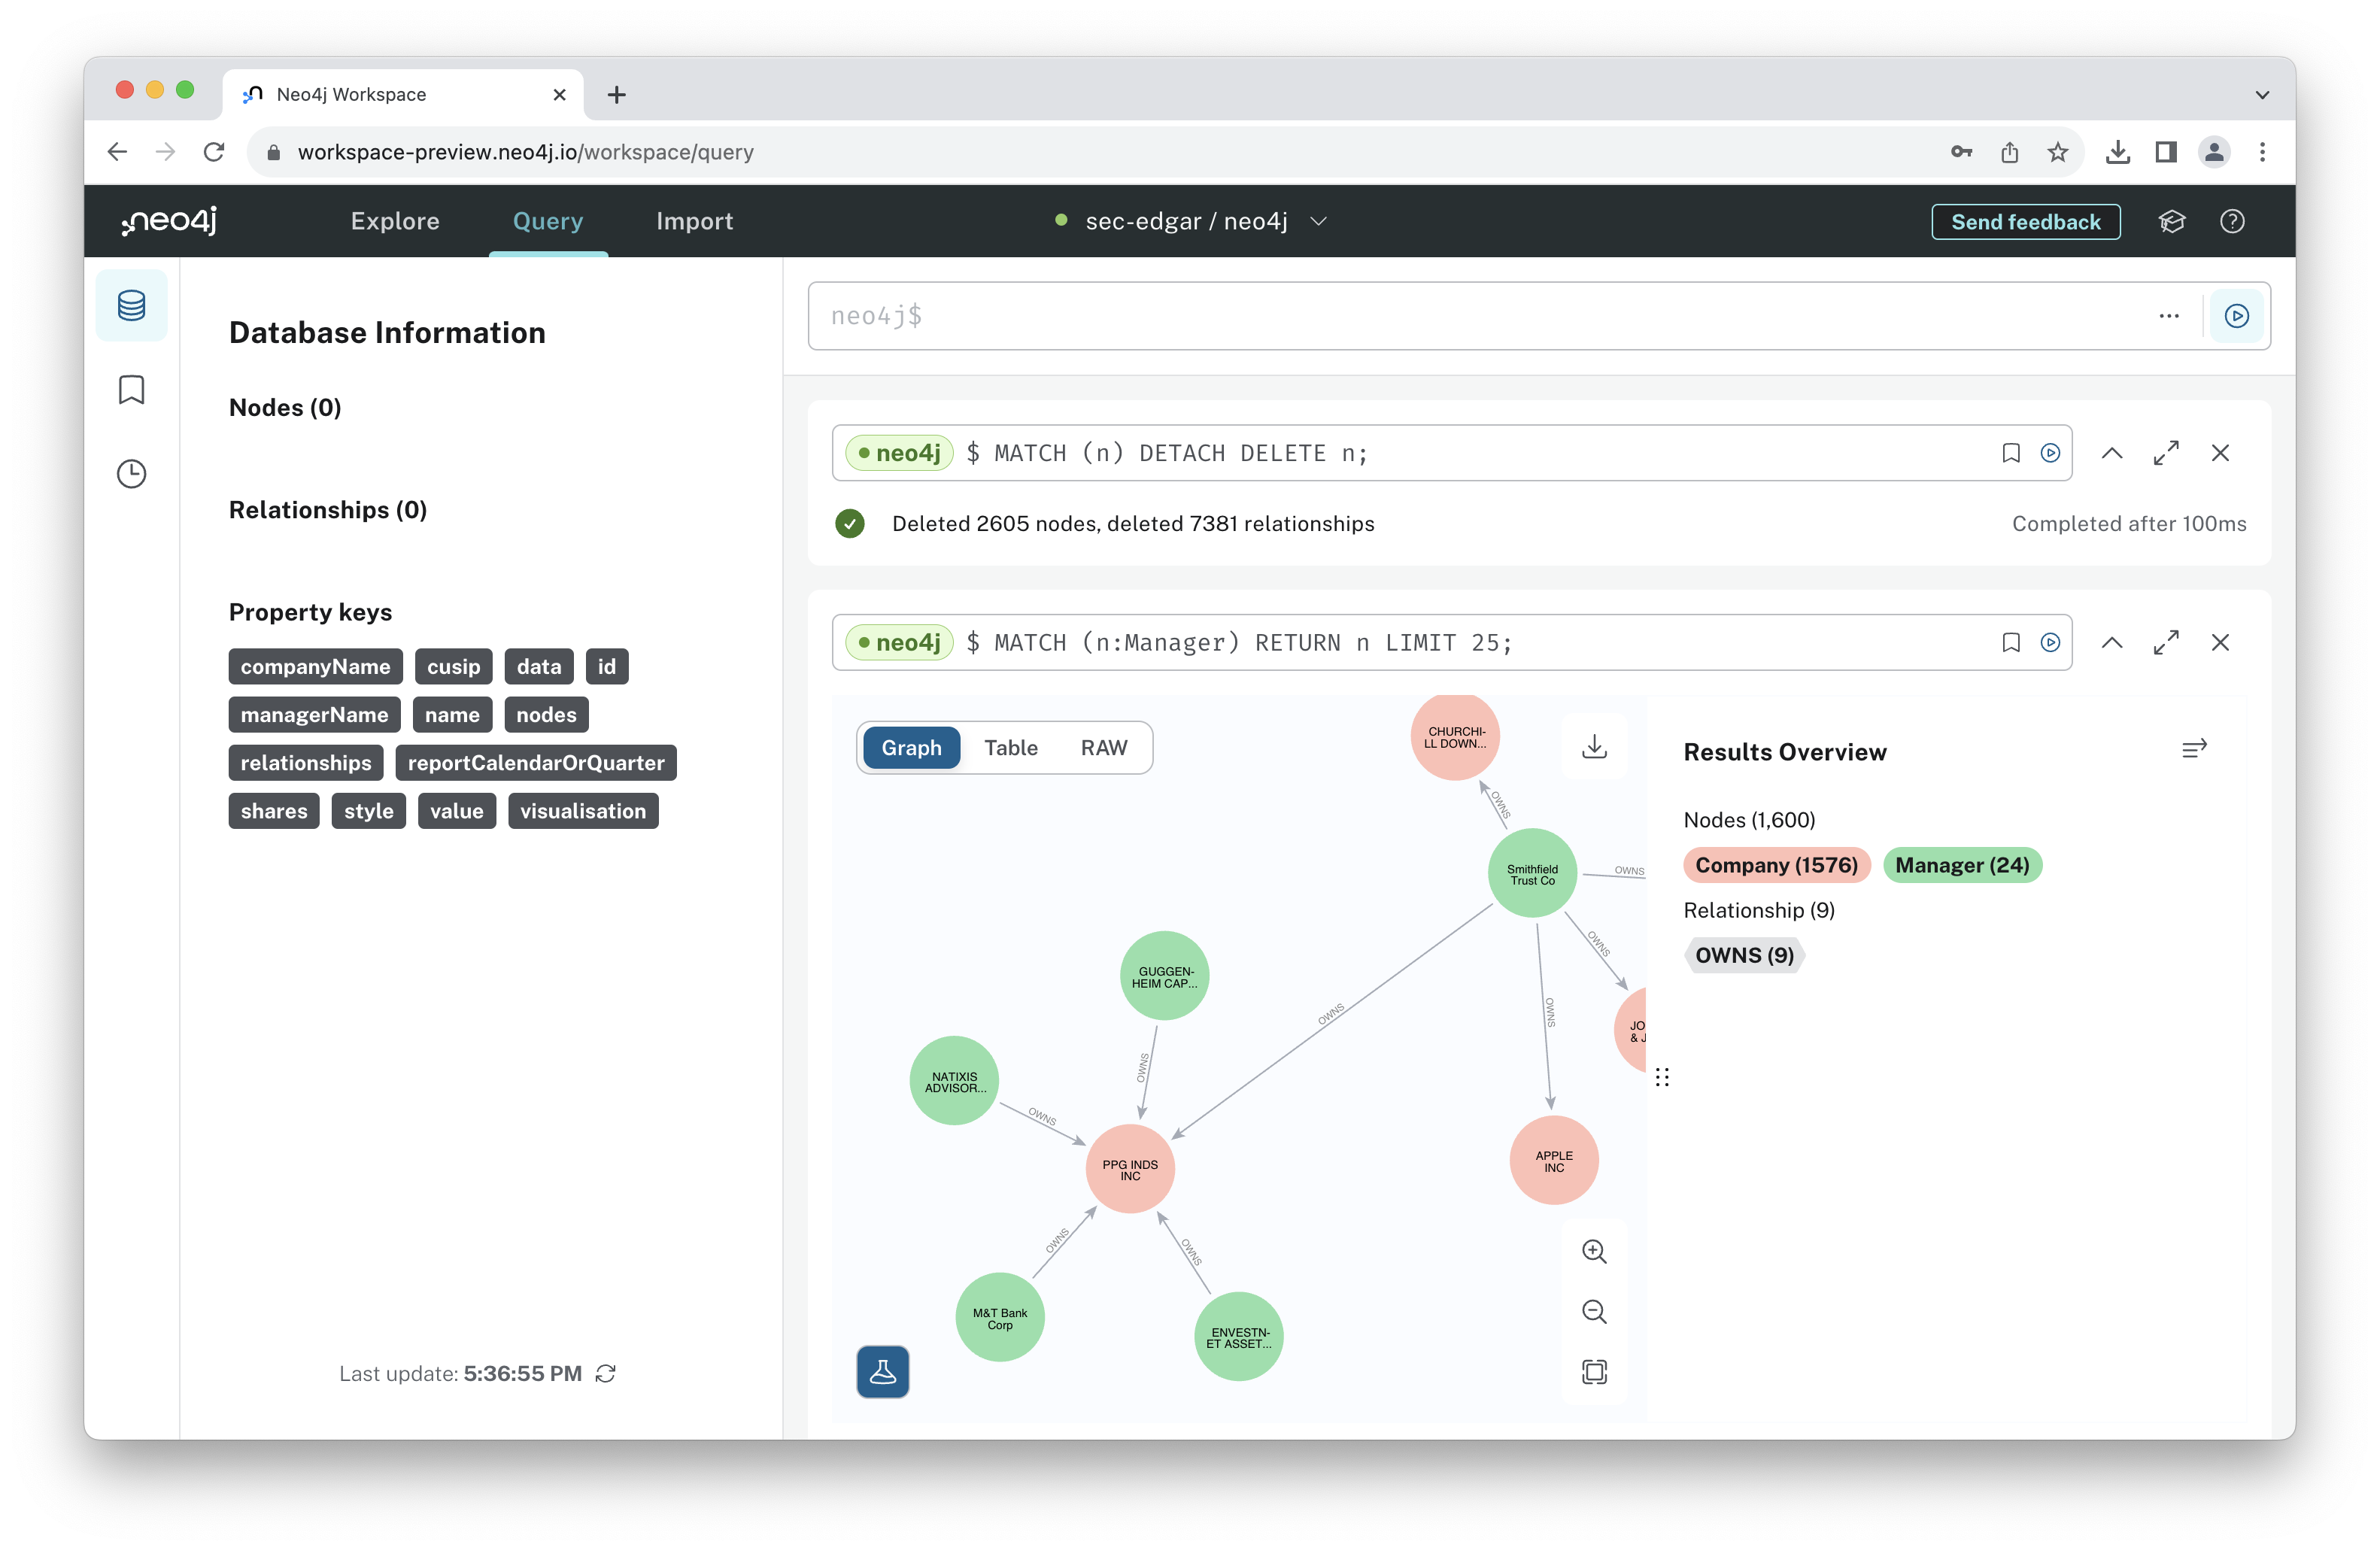 Neo4j Workspace
workspace-preview.neo4j.io/workspace/query
neo4j
Explore
Query
Import
sec-edgar / neo4j
Send feedback
Database Information
Nodes (0)
Relationships (0)
Property keys
companyName cusip data id
managerName name nodes
relationships reportCalendarOrQuarter
shares style value visualisation
Last update: 5:36:55 PM
neo4j$
neo4j $ MATCH (n) DETACH DELETE n;
Deleted 2605 nodes, deleted 7381 relationships
Completed after 100ms
neo4j $ MATCH (n:Manager) RETURN n LIMIT 25;
Graph Table RAW
CHURCHI-
LL DOWN...
OWNS
Smithfield
Trust Co
OWNS
OWNS
OWNS
OWNS
GUGGEN-
HEIM CAP...
OWNS
NATIXIS
ADVISOR...
OWNS
JO
& J
PPG INDS
INC
APPLE
INC
OWNS
OWNS
M&T Bank
Corp
ENVESTN-
ET ASSET...
Results Overview
Nodes (1,600)
Company (1576) Manager (24)
Relationship (9)
OWNS (9)